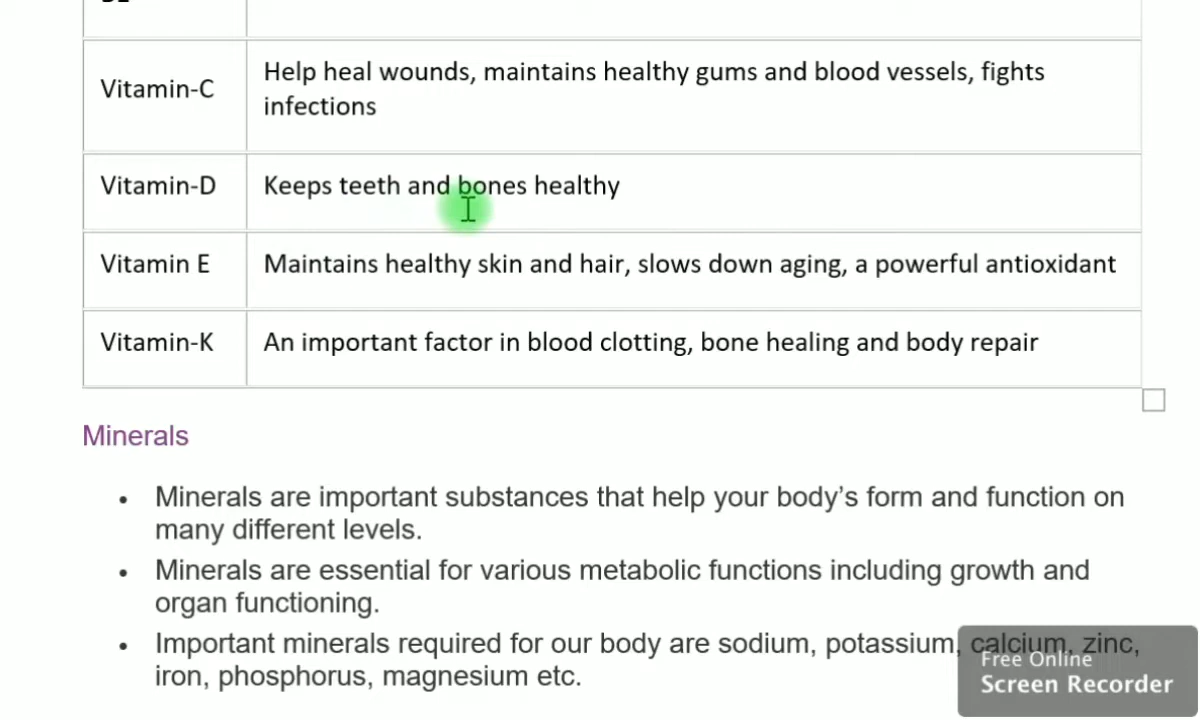 Vitamin-C
Help heal wounds, maintains healthy gums and blood vessels, fights
infections
Vitamin-D
Keeps teeth and bones healthy
Vitamin E
Maintains healthy skin and hair, slows down aging, a powerful antioxidant
Vitamin-K
An important factor in blood clotting, bone healing and body repair
Minerals
• Minerals are important substances that help your body’s form and function on
many different levels.
• Minerals are essential for various metabolic functions including growth and
organ functioning.
• Important minerals required for our body are sodium, potassium, calcium, zinc,
iron, phosphorus, magnesium etc.
Free Online
Screen Recorder